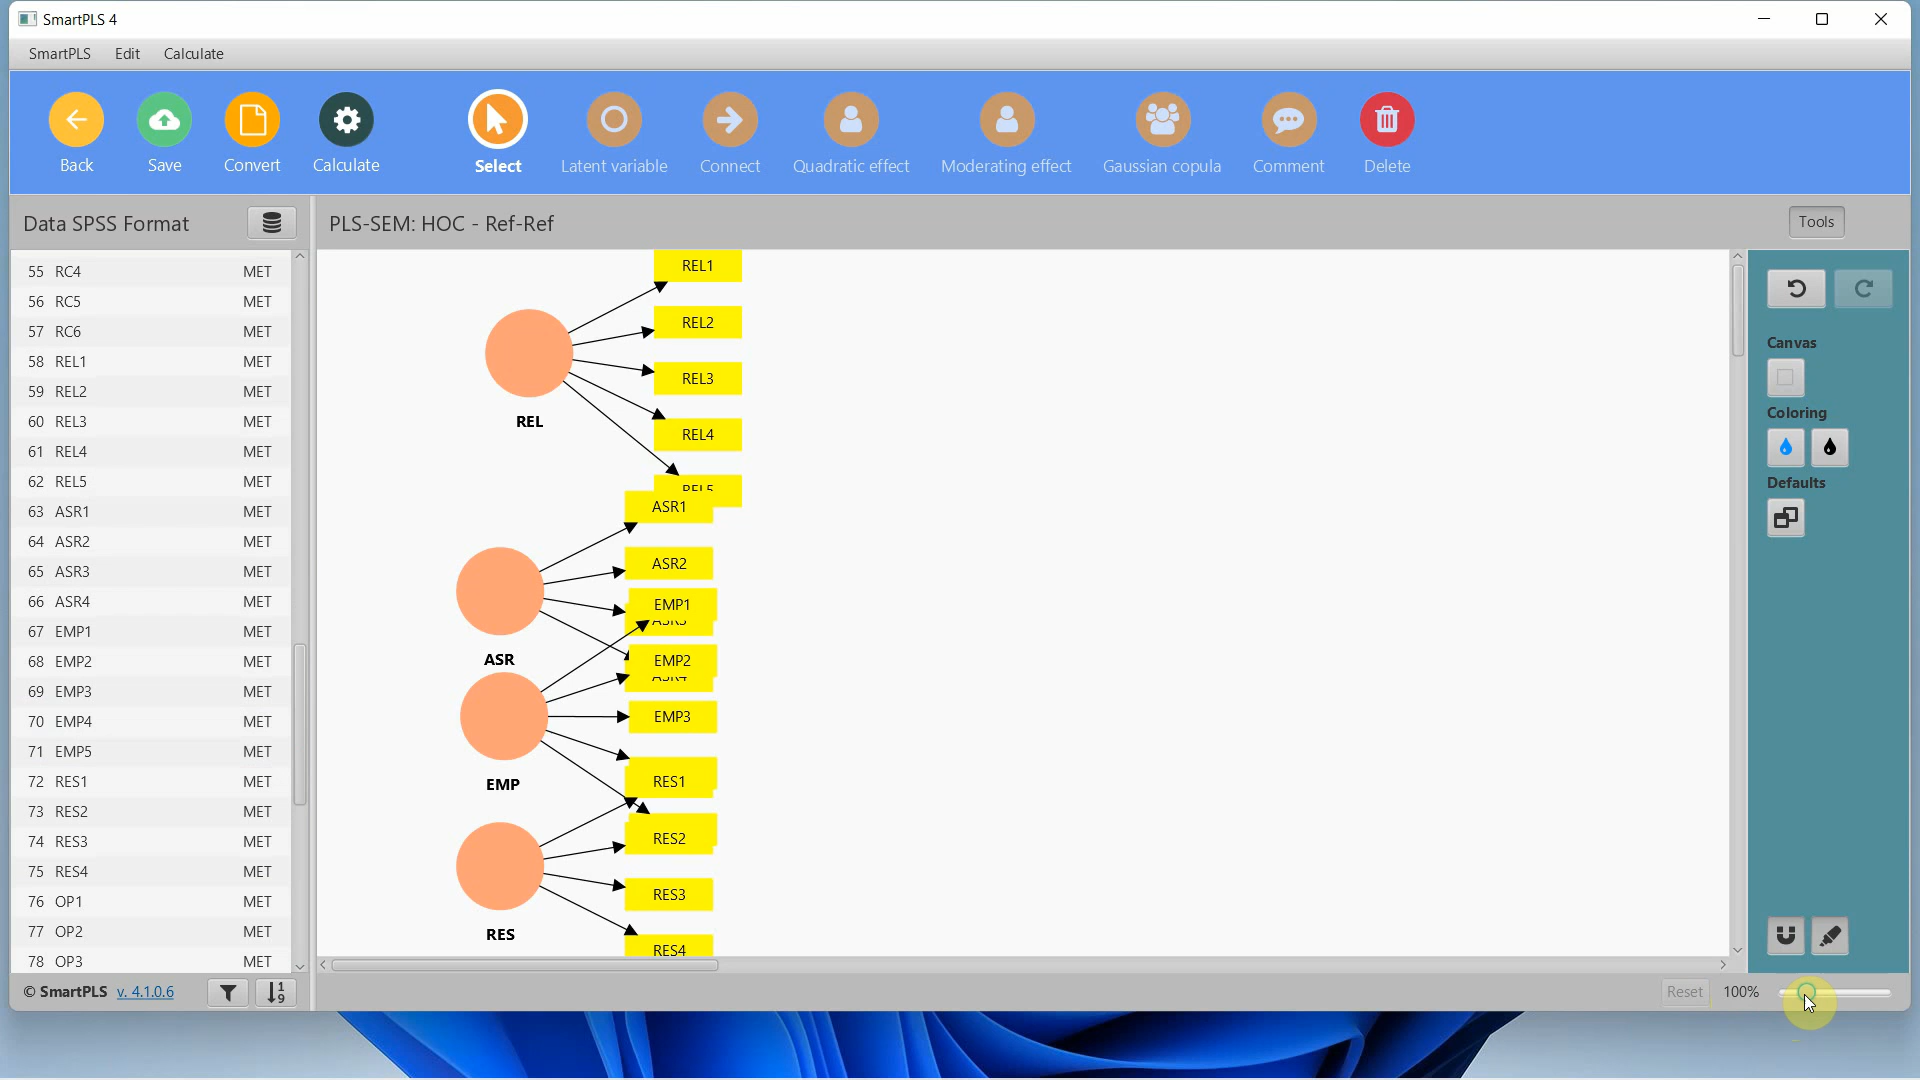 SmartPLS 4
SmartPLS Edit Calculate
Back Save Convert Calculate Select Latent variable Connect Quadratic effect Moderating effect Gaussian copula Comment Delete
Data SPSS Format
PLS-SEM: HOC - Ref-Ref
Tools
55 RC4 MET
56 RC5 MET
57 RC6 MET
58 REL1 MET
59 REL2 MET
60 REL3 MET
61 REL4 MET
62 REL5 MET
63 ASR1 MET
64 ASR2 MET
65 ASR3 MET
66 ASR4 MET
67 EMP1 MET
68 EMP2 MET
69 EMP3 MET
70 EMP4 MET
71 EMP5 MET
72 RES1 MET
73 RES2 MET
74 RES3 MET
75 RES4 MET
76 OP1 MET
77 OP2 MET
78 OP3 MET
REL1
REL2
REL3
REL4
REL5
REL
ASR1
ASR2
ASR3
ASR4
ASR
EMP1
EMP2
EMP3
EMP
RES1
RES2
RES3
RES4
RES
Canvas
Coloring
Defaults
© SmartPLS v. 4.1.0.6
1
9
Reset 100%